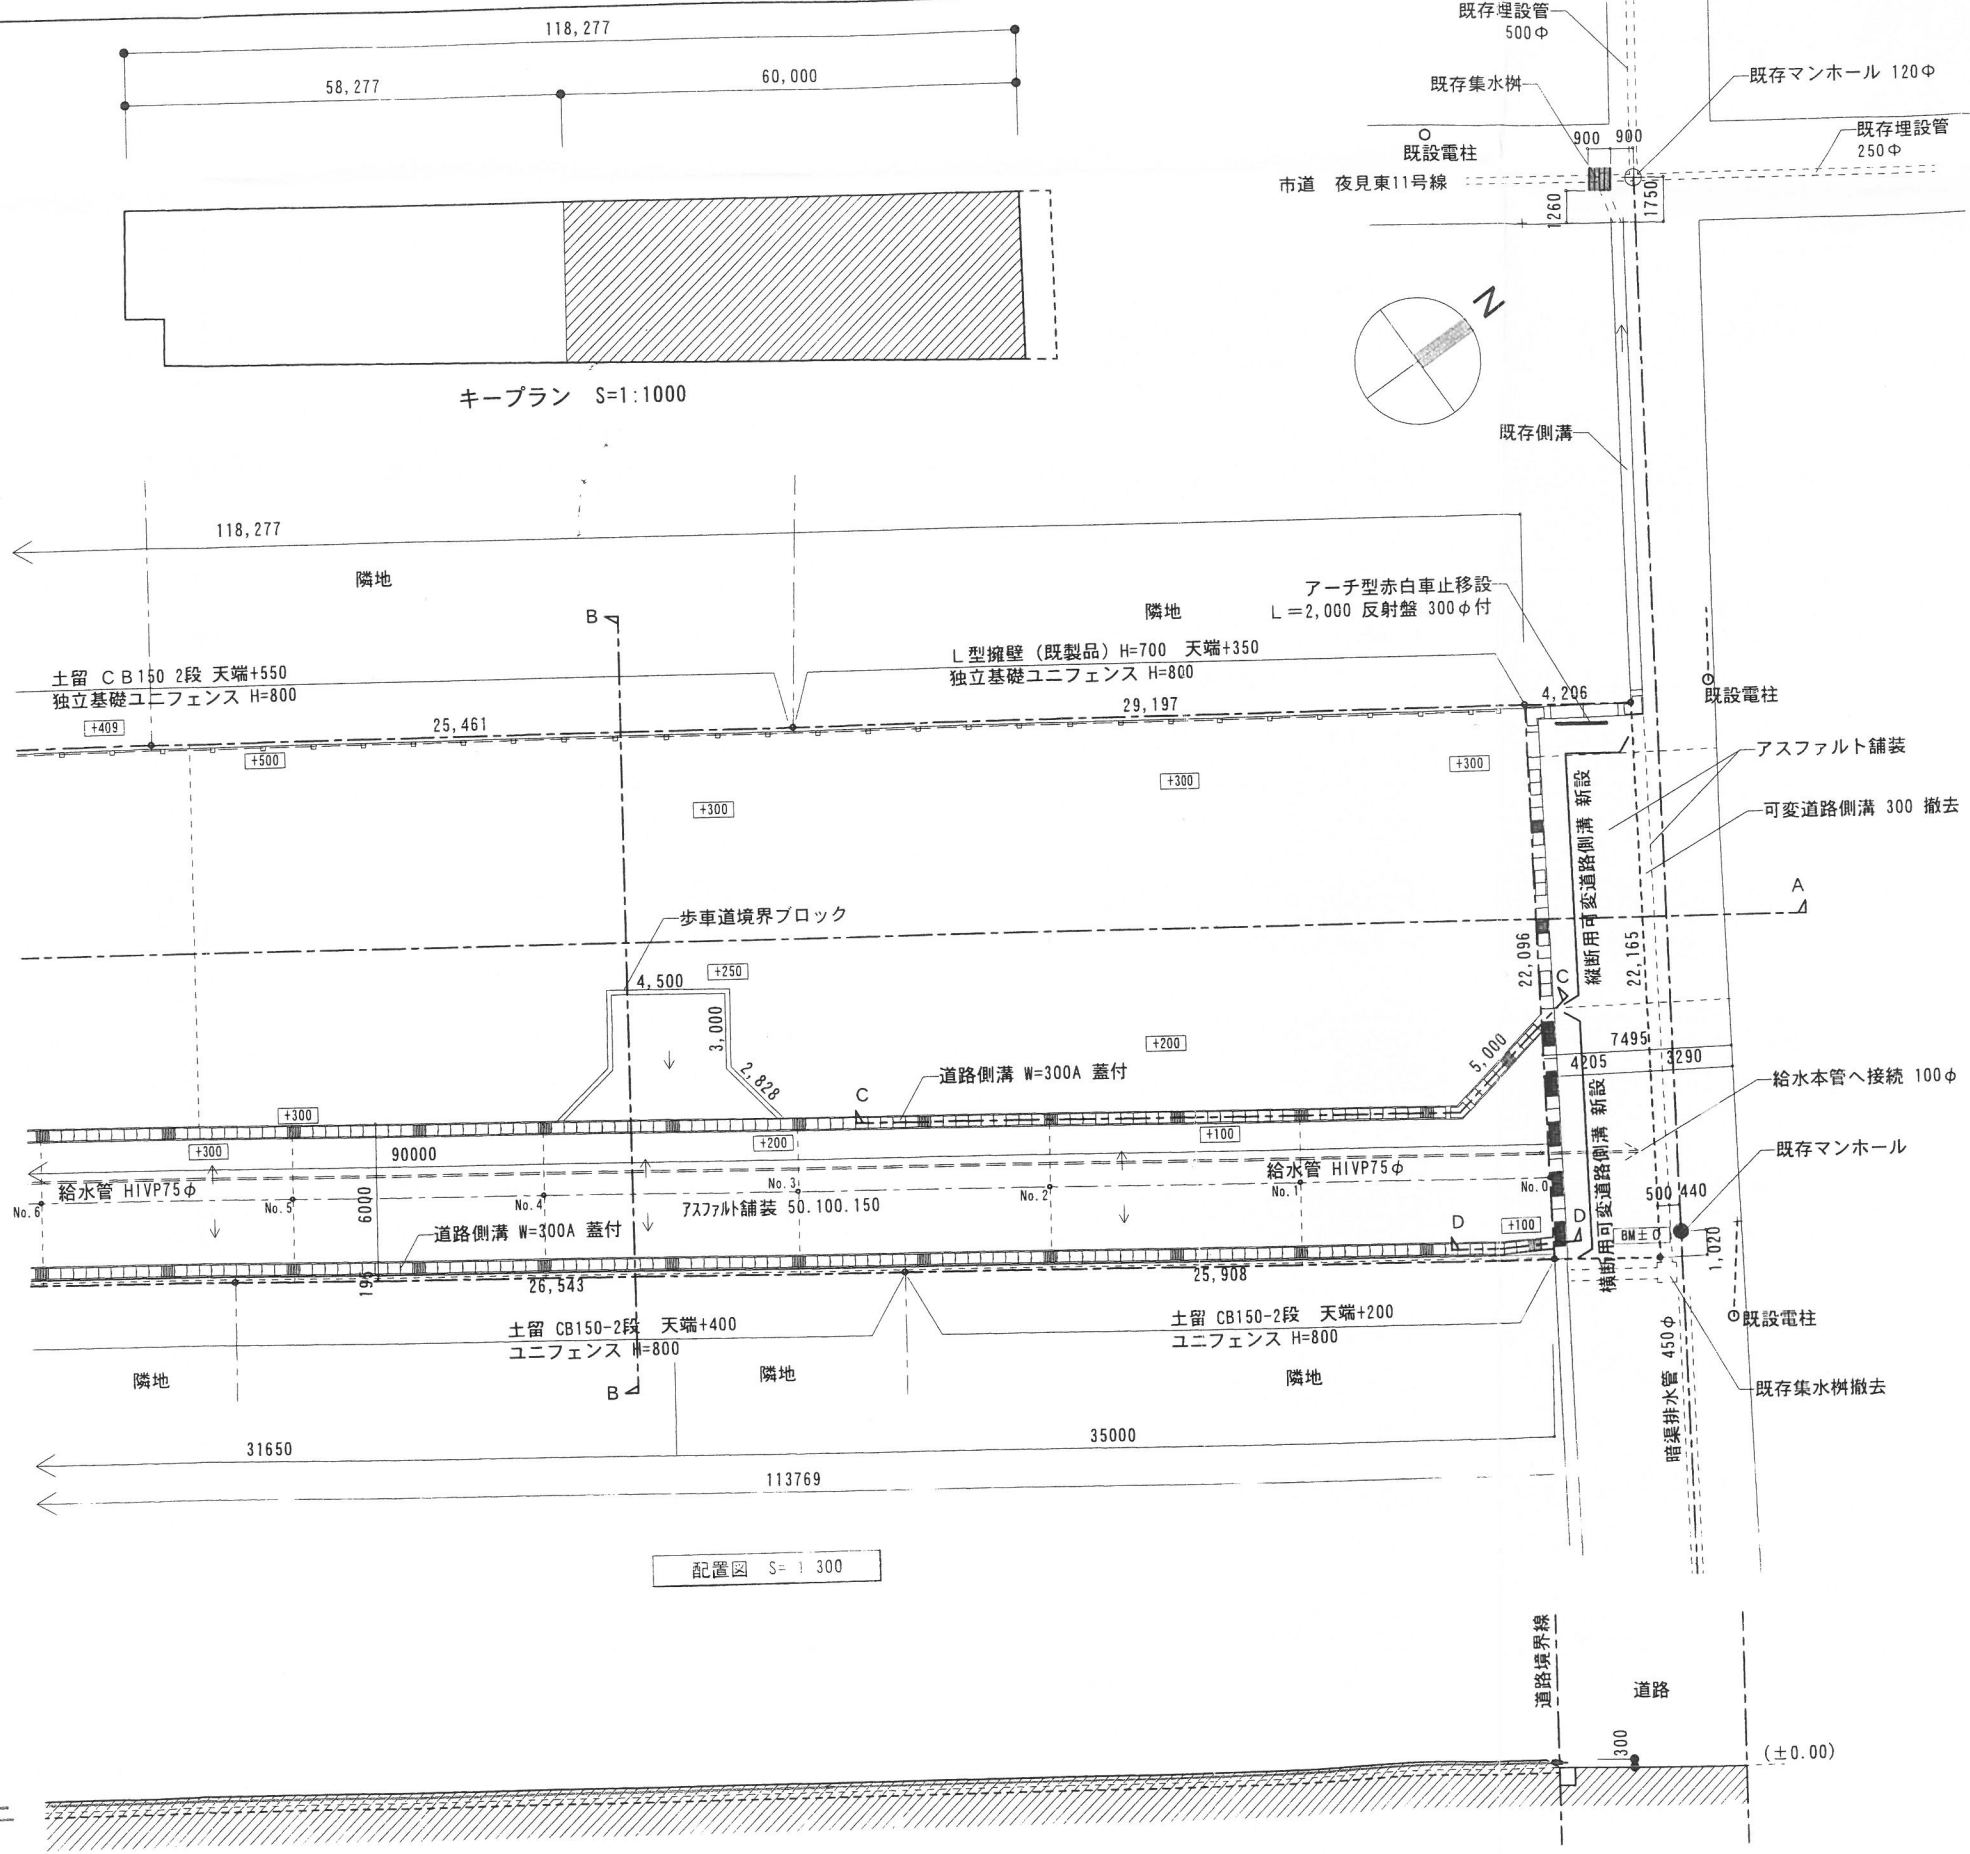 118,277
58,277
60,000
キープラン S=1:1000
既存埋設管
500Φ
既存集水桝
既存マンホール 120Φ
既設電柱
900 900
既存埋設管
250Φ
市道 夜見東11号線
1260
1750
N
既存側溝
118,277
隣地
隣地
アーチ型赤白車止移設
L=2,000 反射盤 300φ付
B
土留 CB150 2段 天端+550
独立基礎ユニフェンス H=800
L型擁壁（既製品）H=700 天端+350
独立基礎ユニフェンス H=800
+409
25,461
29,197
4,206
既設電柱
+500
+300
+300
+300
アスファルト舗装
可変道路側溝 300 撤去
縦断用可変道路側溝 新設
A
歩車道境界ブロック
22,096
22,165
4,500
+250
3,000
2,828
C
+200
5,000
7495
4205
3290
道路側溝 W=300A 蓋付
C
給水本管へ接続 100φ
+300
+300
90000
+200
+100
給水管 HIVP75φ
給水管 HIVP75φ
既存マンホール
No.6
No.5
No.4
No.3
No.2
No.1
No.0
6000
アスファルト舗装 50.100.150
道路側溝 W=300A 蓋付
D
+100
D
横断用可変道路側溝 新設
500 440
BM±0
1,020
195
26,543
25,908
土留 CB150-2段 天端+400
ユニフェンス H=800
土留 CB150-2段 天端+200
ユニフェンス H=800
既設電柱
隣地
隣地
隣地
B
暗渠排水管 450φ
既存集水桝撤去
31650
35000
113769
配置図 S= 1 300
道路境界線
道路
300
(±0.00)